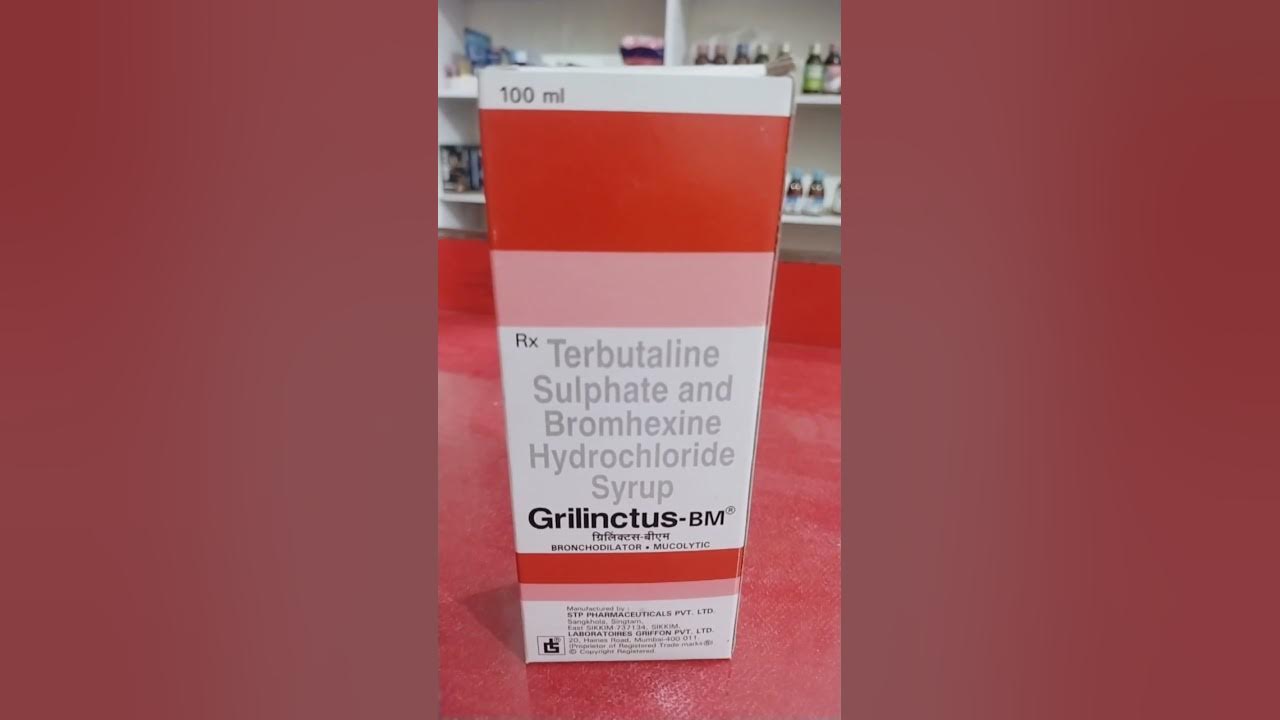 100 ml
Rx Terbutaline
Sulphate and
Bromhexine
Hydrochloride
Syrup
Grilinctus-BM®
ग्रिलिंक्टस-बीएम
BRONCHODILATOR • MUCOLYTIC
Manufactured by :
STP PHARMACEUTICALS PVT. LTD.
Sangkhola, Singtam,
East SIKKIM-737134, SIKKIM.
LABORATOIRES GRIFFON PVT. LTD.
20, Haines Road, Mumbai-400 011.
(Proprietor of Registered Trade marks®)
© Copyright Registered.